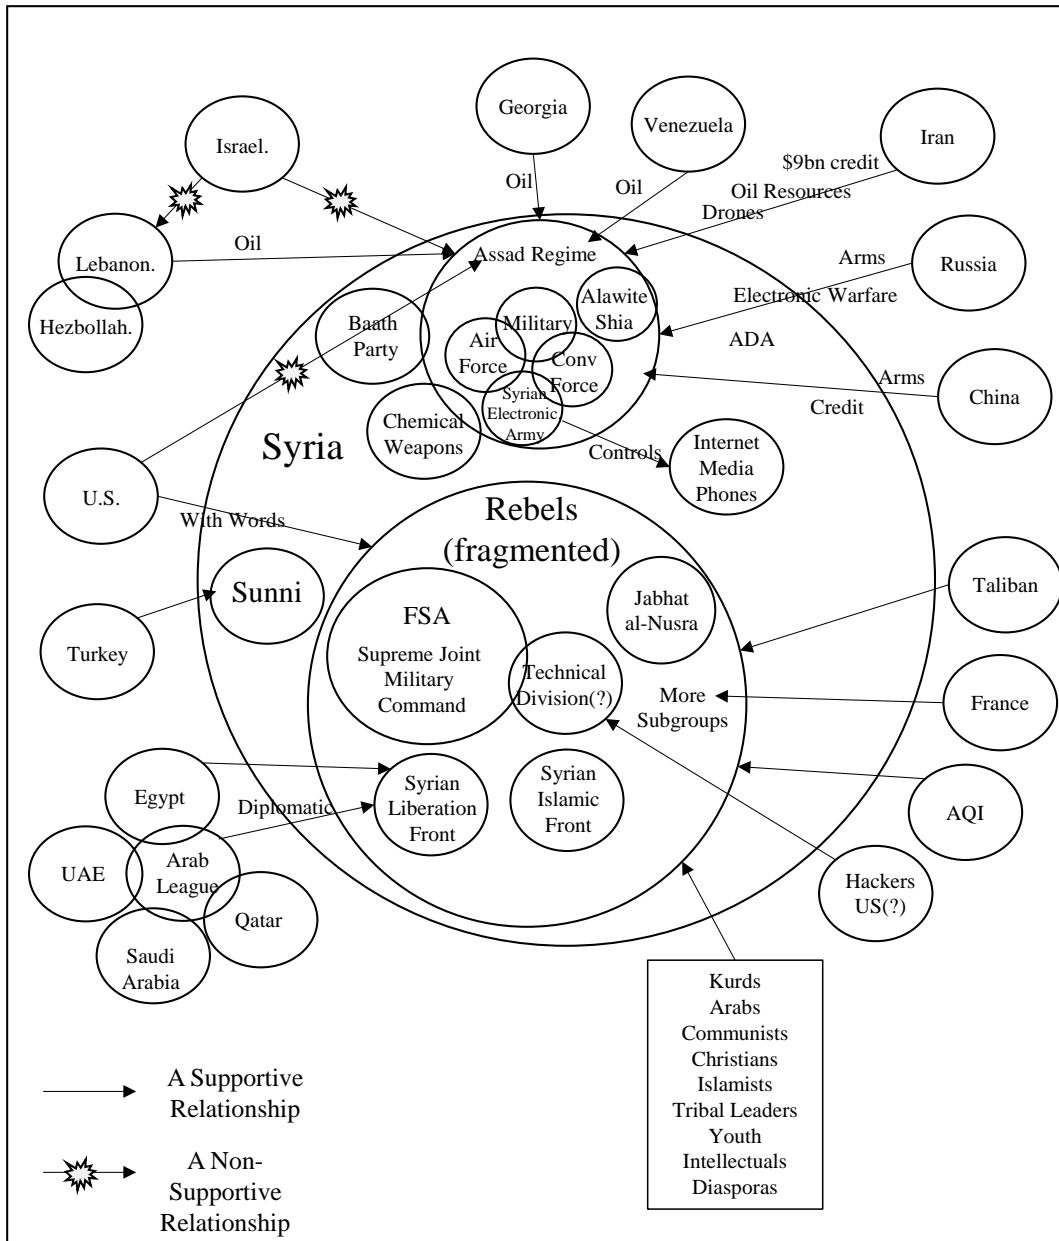 Georgia
Venezuela
Iran
Israel.
$9bn credit
Oil
Oil
Oil Resources
Drones
Lebanon.
Oil
Assad Regime
Arms
Russia
Hezbollah.
Baath
Party
Military
Alawite
Shia
Electronic Warfare
ADA
Air
Force
Conv
Force
Arms
Credit
China
Syria
Chemical
Weapons
Syrian
Electronic
Army
Controls
Internet
Media
Phones
U.S.
With Words
Rebels
(fragmented)
Sunni
Turkey
FSA
Supreme Joint
Military
Command
Jabhat
al-Nusra
Taliban
Technical
Division(?)
More
Subgroups
France
Egypt
Diplomatic
Syrian
Liberation
Front
Syrian
Islamic
Front
AQI
UAE
Arab
League
Qatar
Saudi
Arabia
Hackers
US(?)
Kurds
Arabs
Communists
Christians
Islamists
Tribal Leaders
Youth
Intellectuals
Diasporas
A Supportive
Relationship
A Non-
Supportive
Relationship